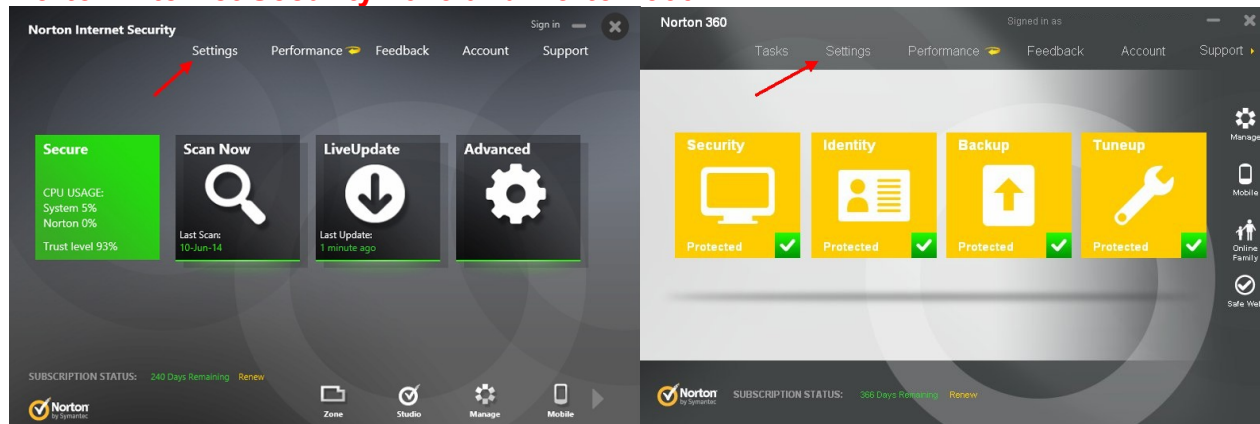 Norton Internet Security
Sign in
Settings Performance Feedback Account Support
Secure
CPU USAGE:
System 5%
Norton 0%
Trust level 93%
Scan Now
Last Scan:
10-Jun-14
LiveUpdate
Last Update:
1 minute ago
Advanced
SUBSCRIPTION STATUS: 240 Days Remaining Renew
Norton
by Symantec
Zone Studio Manage Mobile
Norton 360
Signed in as
Tasks Settings Performance Feedback Account Support
Security
Protected
Identity
Protected
Backup
Protected
Tuneup
Protected
Manage
Mobile
Online
Family
Safe Web
Norton
by Symantec
SUBSCRIPTION STATUS: 366 Days Remaining Renew